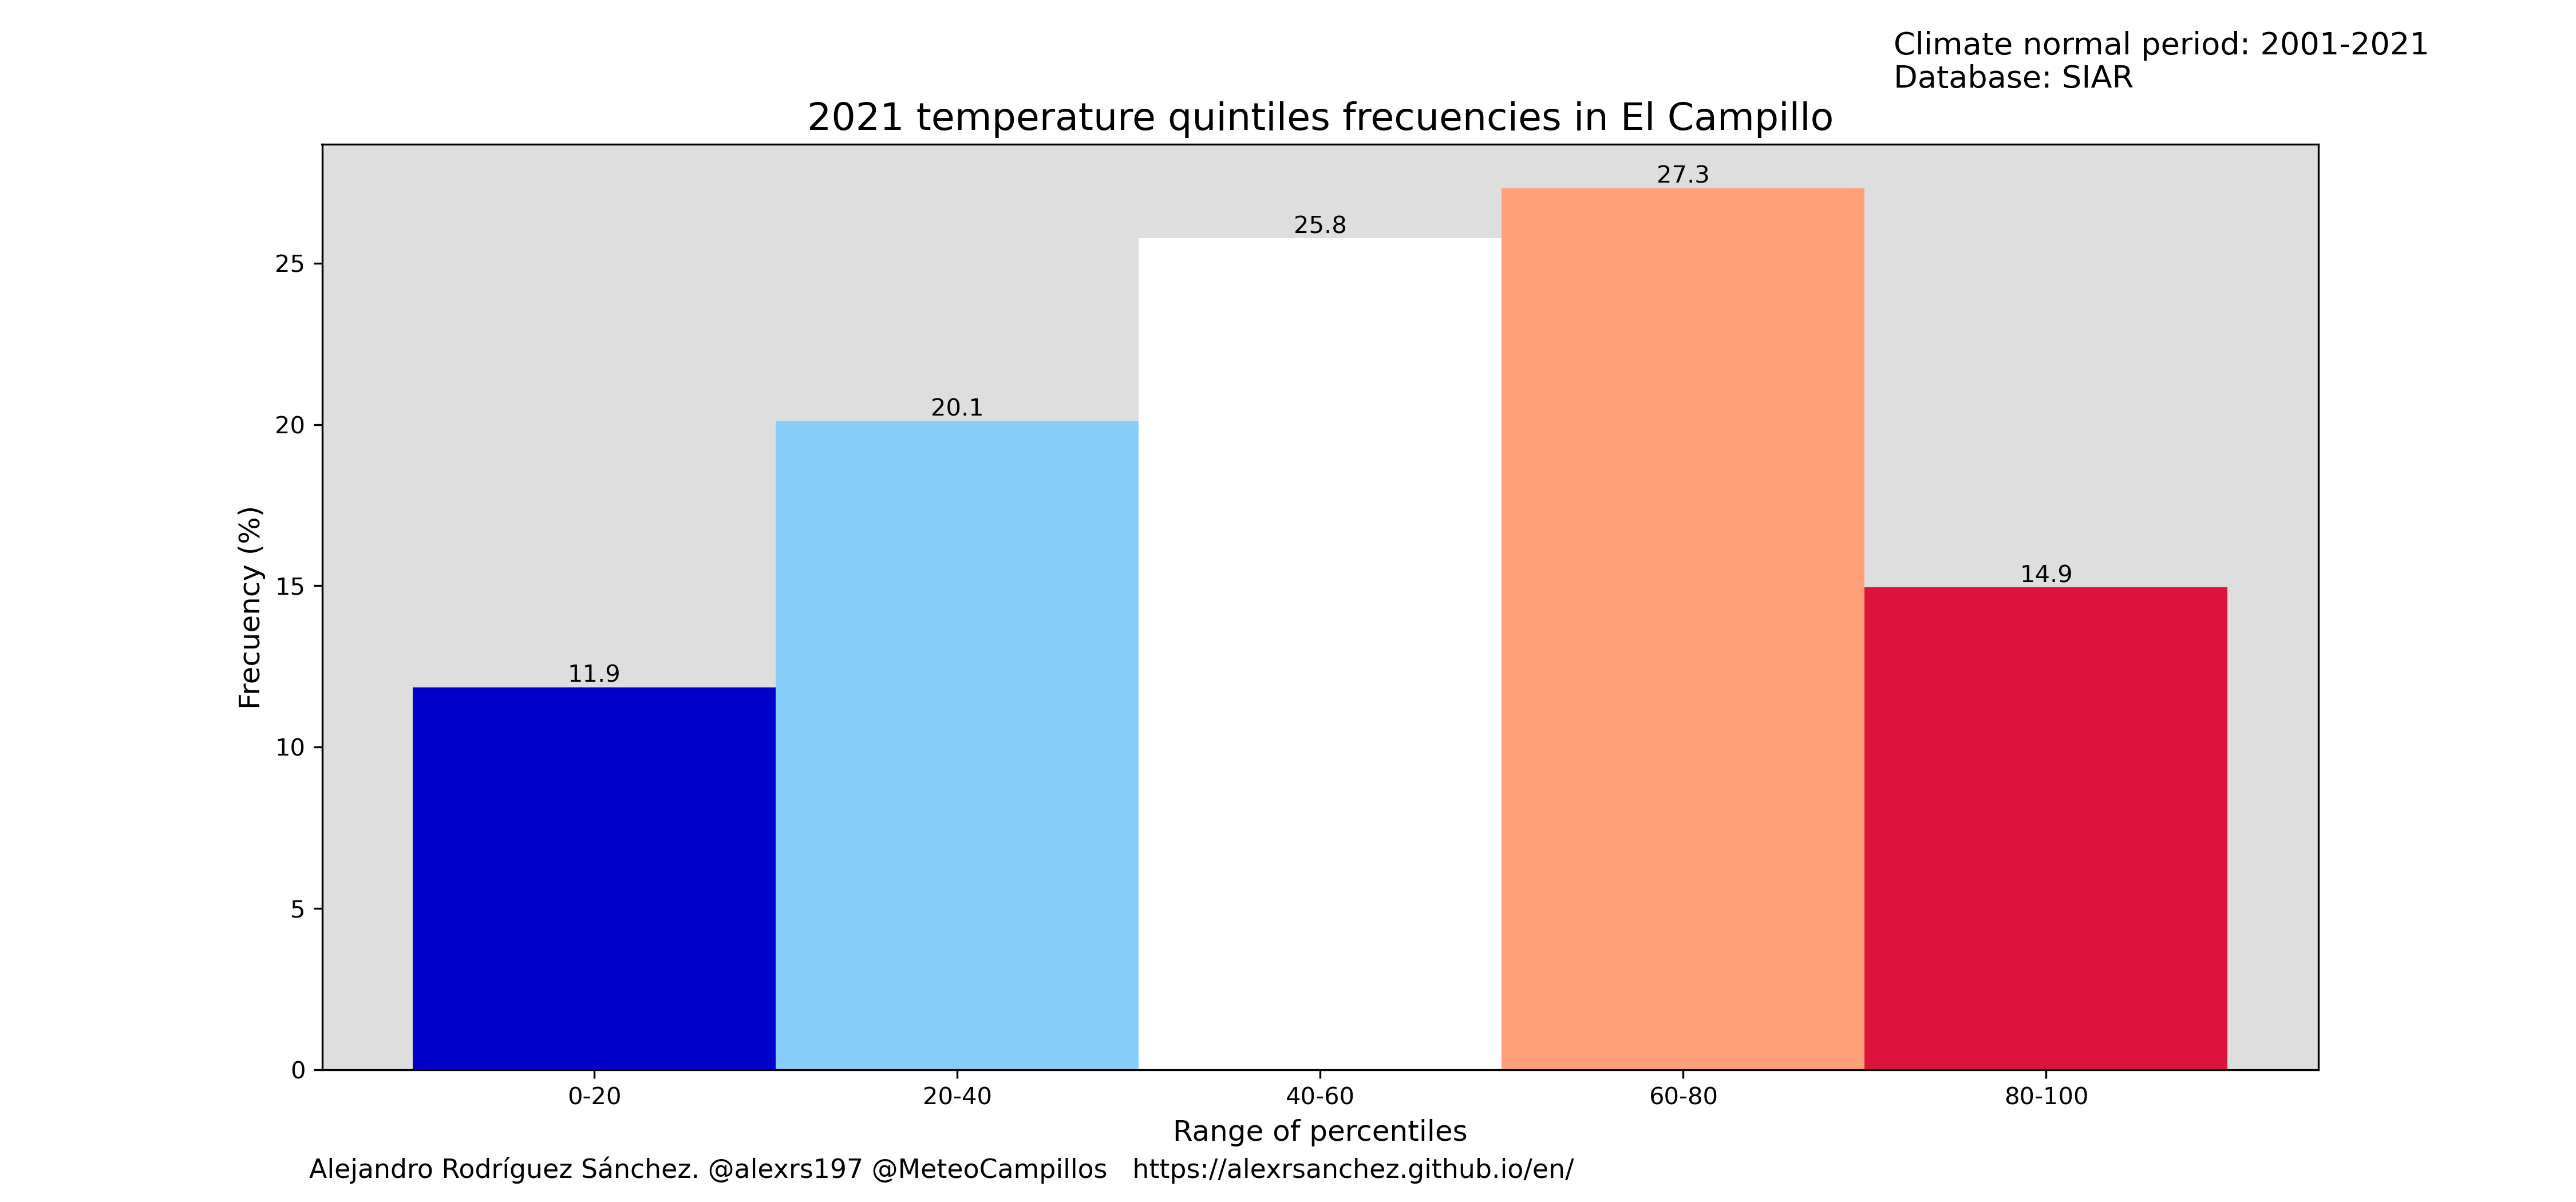 Climate normal period: 2001-2021
Database: SIAR
2021 temperature quintiles frecuencies in El Campillo
Frecuency (%)
25
20
15
10
5
0
11.9
20.1
25.8
27.3
14.9
0-20
20-40
40-60
60-80
80-100
Range of percentiles
Alejandro Rodríguez Sánchez. @alexrs197 @MeteoCampillos https://alexrsanchez.github.io/en/